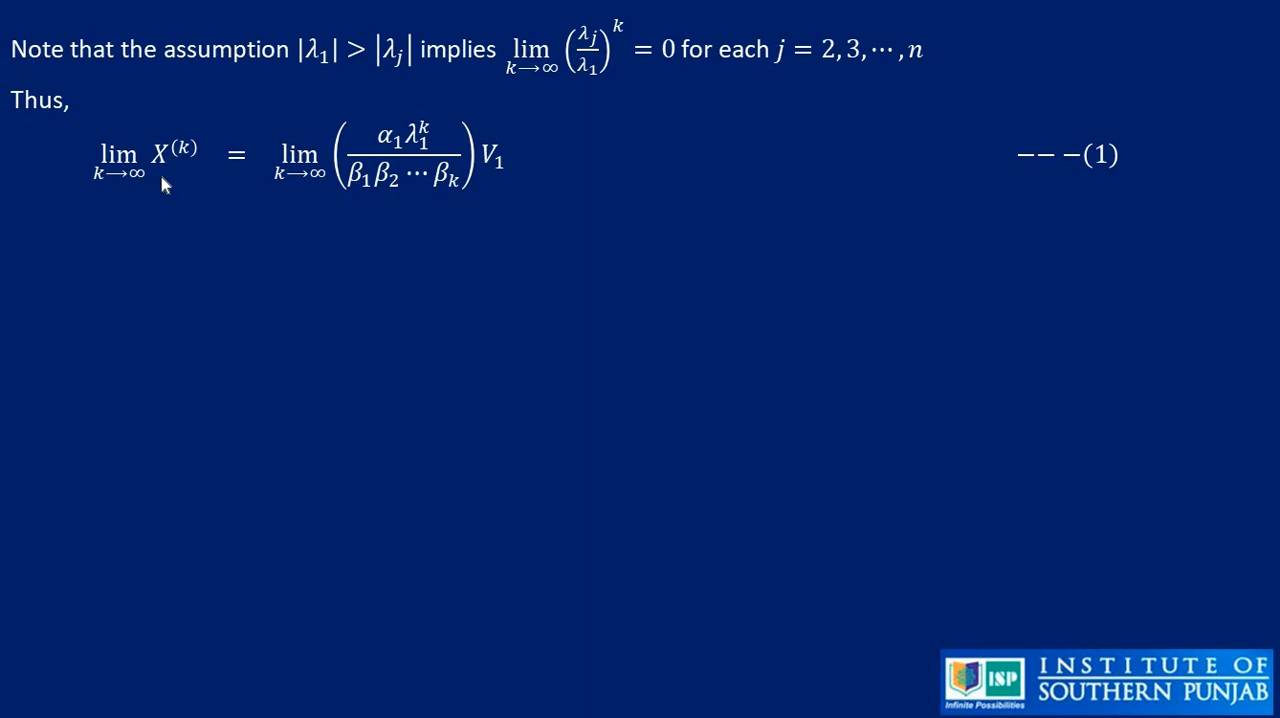 Note that the assumption |λ₁| > |λⱼ| implies lim_{k⟶∞} (λⱼ/λ₁)^k = 0 for each j = 2, 3, ⋯ , n
Thus,
lim_{k⟶∞} X^{(k)} = lim_{k⟶∞} (α₁λ₁^k / β₁β₂ ⋯ β_k) V₁ −− −(1)
ISP
Infinite Possibilities
INSTITUTE OF
SOUTHERN PUNJAB